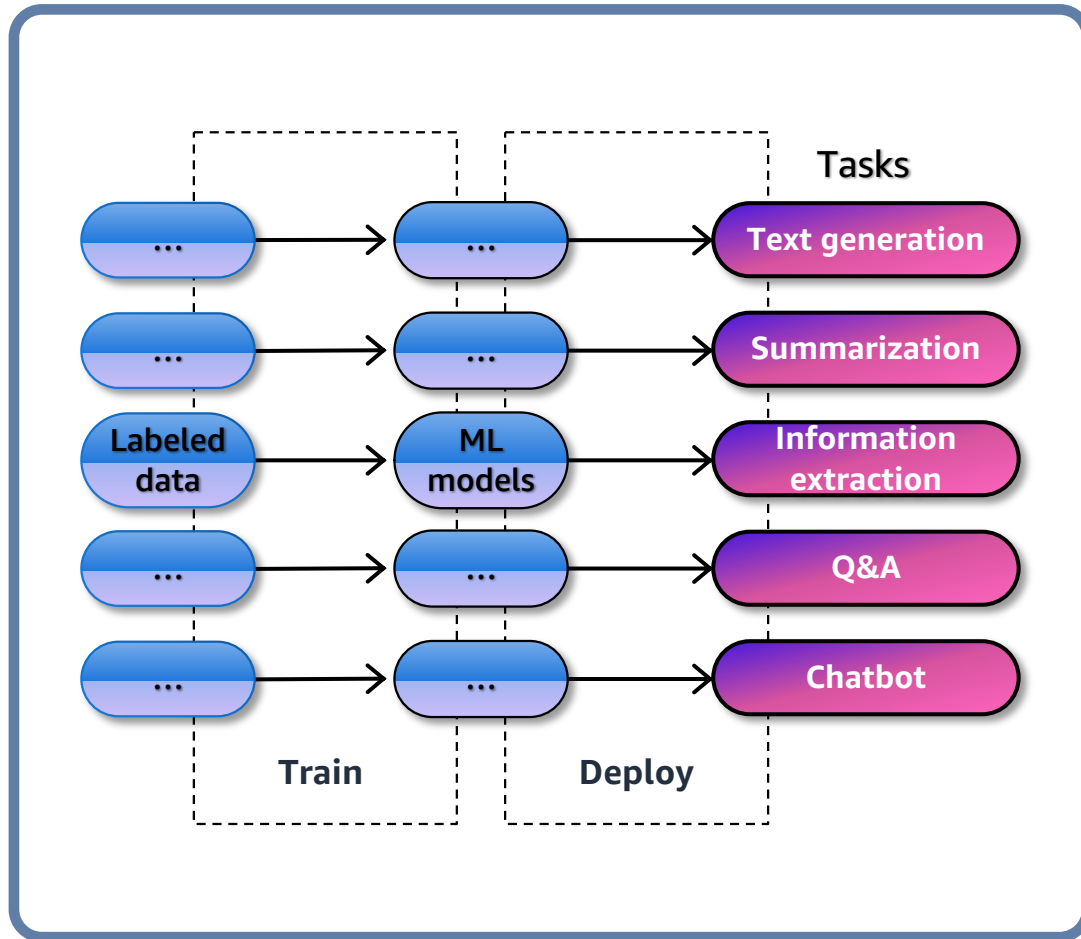 Tasks
... ... Text generation
... ... Summarization
Labeled ML Information
data models extraction
... ... Q&A
... ... Chatbot
Train Deploy